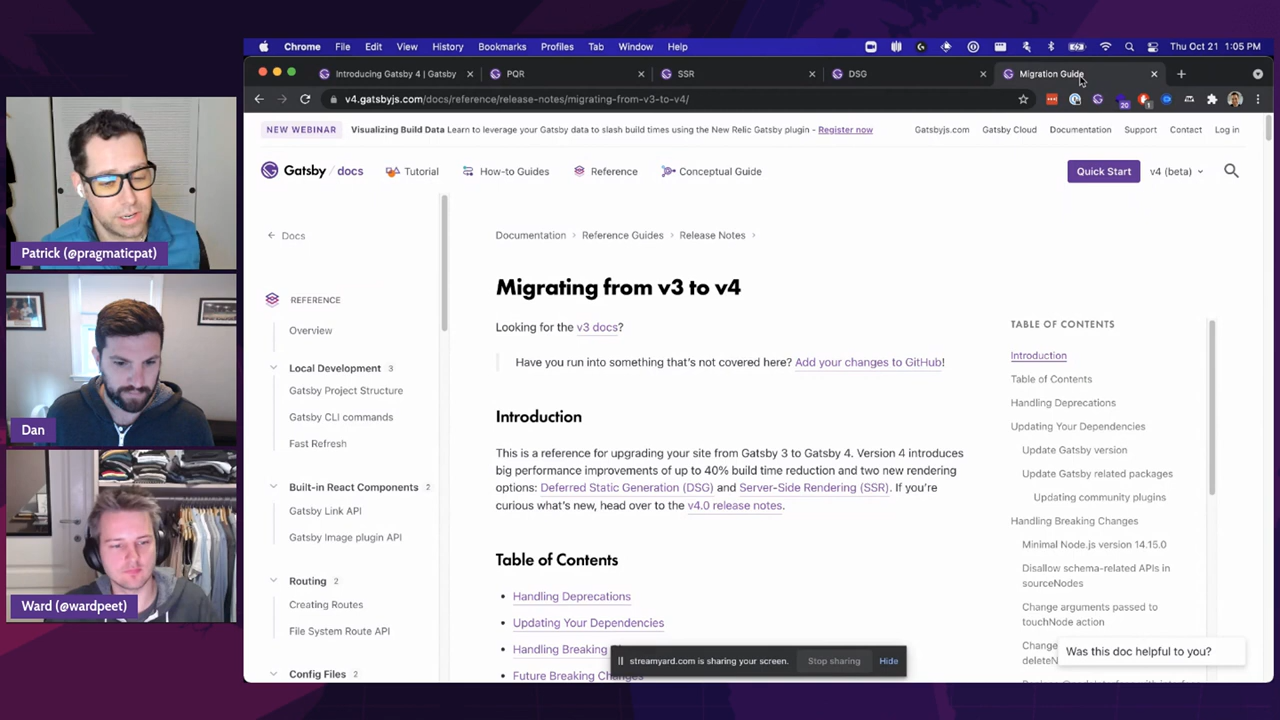 Chrome File Edit View History Bookmarks Profiles Tab Window Help Thu Oct 21 1:05 PM
Introducing Gatsby 4 | Gatsby PQR SSR DSG Migration Guide
v4.gatsbyjs.com/docs/reference/release-notes/migrating-from-v3-to-v4/
NEW WEBINAR Visualizing Build Data Learn to leverage your Gatsby data to slash build times using the New Relic Gatsby plugin - Register now Gatsbyjs.com Gatsby Cloud Documentation Support Contact Log in
Gatsby / docs Tutorial How-to Guides Reference Conceptual Guide Quick Start v4 (beta)
Docs
REFERENCE
Overview
Local Development 3
Gatsby Project Structure
Gatsby CLI commands
Fast Refresh
Built-in React Components 2
Gatsby Link API
Gatsby Image plugin API
Routing 2
Creating Routes
File System Route API
Config Files 2
Documentation Reference Guides Release Notes
Migrating from v3 to v4
Looking for the v3 docs?
Have you run into something that's not covered here? Add your changes to GitHub!
Introduction
This is a reference for upgrading your site from Gatsby 3 to Gatsby 4. Version 4 introduces
big performance improvements of up to 40% build time reduction and two new rendering
options: Deferred Static Generation (DSG) and Server-Side Rendering (SSR). If you're
curious what's new, head over to the v4.0 release notes.
Table of Contents
Handling Deprecations
Updating Your Dependencies
Handling Breaking
Future Breaking Changes
TABLE OF CONTENTS
Introduction
Table of Contents
Handling Deprecations
Updating Your Dependencies
Update Gatsby version
Update Gatsby related packages
Updating community plugins
Handling Breaking Changes
Minimal Node.js version 14.15.0
Disallow schema-related APIs in
sourceNodes
Change arguments passed to
touchNode action
Was this doc helpful to you?
streamyard.com is sharing your screen. Stop sharing Hide
Patrick (@pragmaticpat)
Dan
Ward (@wardpeet)